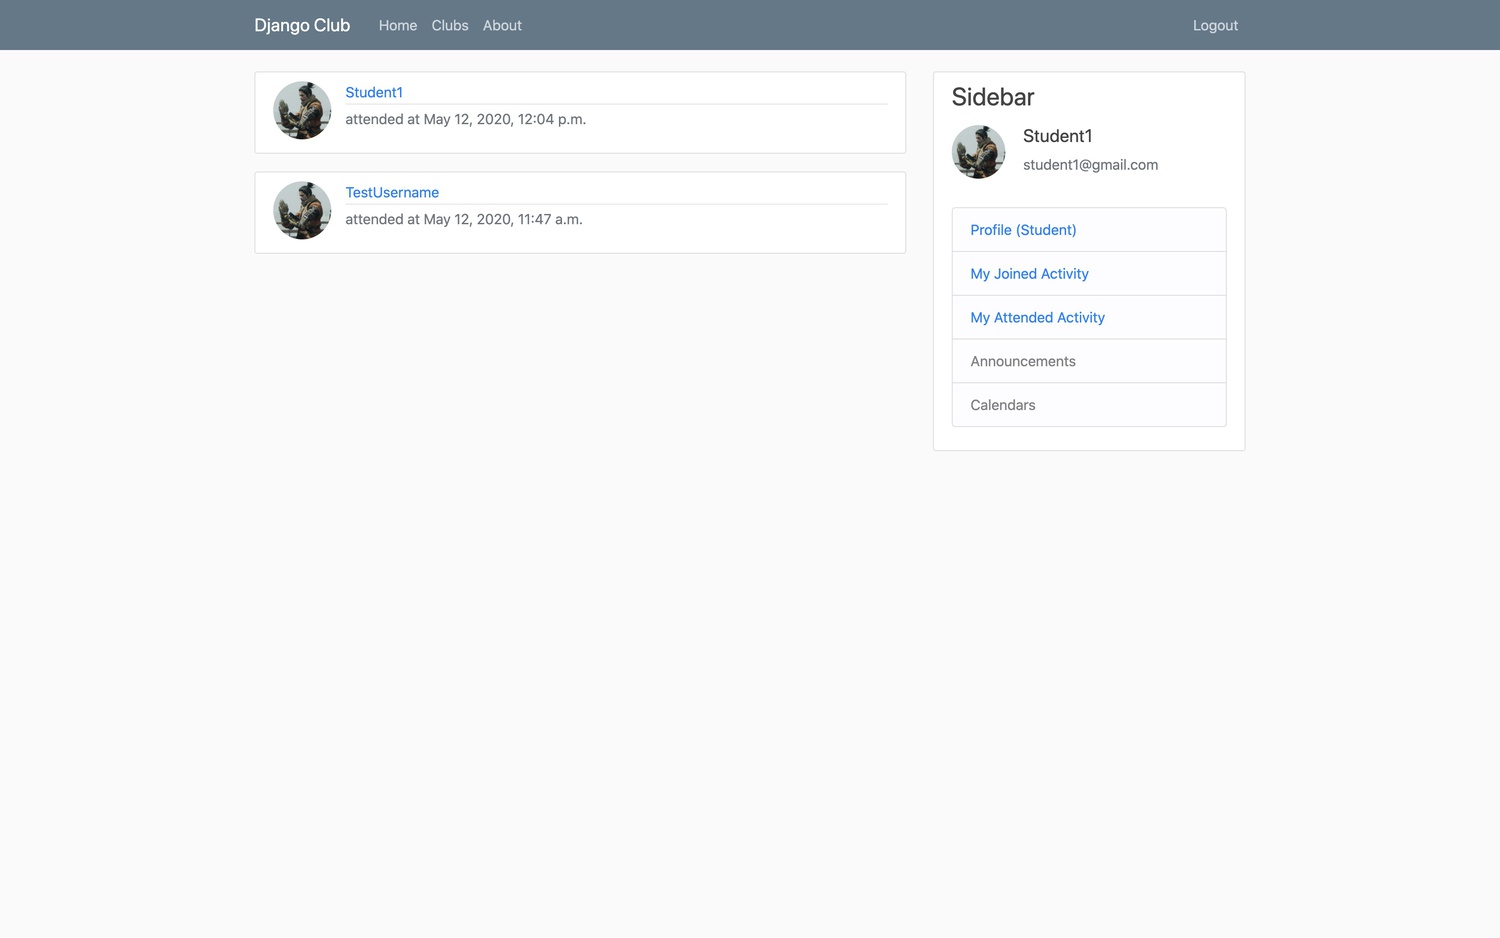 Django Club Home Clubs About Logout
Student1
attended at May 12, 2020, 12:04 p.m.
TestUsername
attended at May 12, 2020, 11:47 a.m.
Sidebar
Student1
student1@gmail.com
Profile (Student)
My Joined Activity
My Attended Activity
Announcements
Calendars